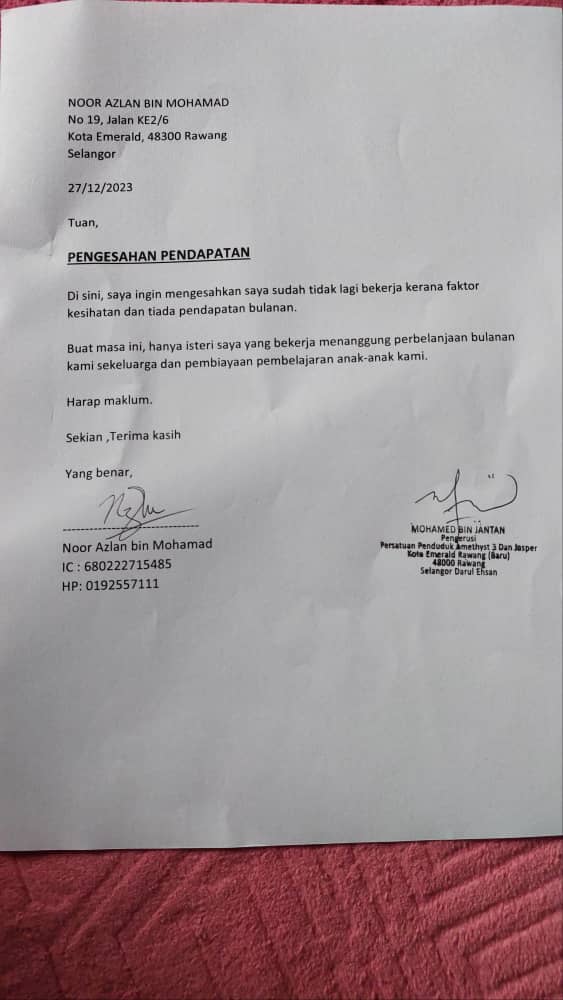 NOOR AZLAN BIN MOHAMAD
No 19, Jalan KE2/6
Kota Emerald, 48300 Rawang
Selangor
27/12/2023
Tuan,
PENGESAHAN PENDAPATAN
Di sini, saya ingin mengesahkan saya sudah tidak lagi bekerja kerana faktor
kesihatan dan tiada pendapatan bulanan.
Buat masa ini, hanya isteri saya yang bekerja menanggung perbelanjaan bulanan
kami sekeluarga dan pembiayaan pembelajaran anak-anak kami.
Harap maklum.
Sekian ,Terima kasih
Yang benar,
Noor Azlan bin Mohamad
IC : 680222715485
HP: 0192557111
MOHAMED BIN JANTAN
Pengerusi
Persatuan Penduduk Amethyst 3 Dan Jasper
Kota Emerald Rawang (Baru)
48000 Rawang
Selangor Darul Ehsan